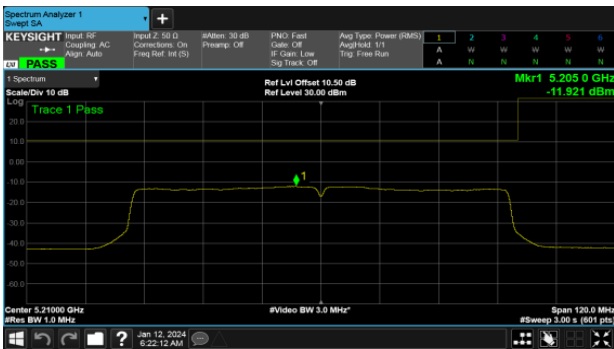 Spectrum Analyzer 1
Swept SA
KEYSIGHT Input: RF Input Z: 50 Ω #Atten: 30 dB PNO: Fast Avg Type: Power (RMS) 1 2 3 4 5 6
Coupling: AC Corrections: On Preamp: Off Gate: Off Avg|Hold: 1/1 A W W W W W
Align: Auto Freq Ref: Int (S) IF Gain: Low Trig: Free Run
LXI PASS Sig Track: Off A N N N N N
1 Spectrum Ref Lvl Offset 10.50 dB Mkr1 5.205 0 GHz
Scale/Div 10 dB Ref Level 30.00 dBm -11.921 dBm
Log
Trace 1 Pass
20.0
10.0
0.00
1
-10.0
-20.0
-30.0
-40.0
-50.0
-60.0
Center 5.21000 GHz #Video BW 3.0 MHz* Span 120.0 MHz
#Res BW 1.0 MHz #Sweep 3.00 s (601 pts)
? Jan 12, 2024
6:22:12 AM